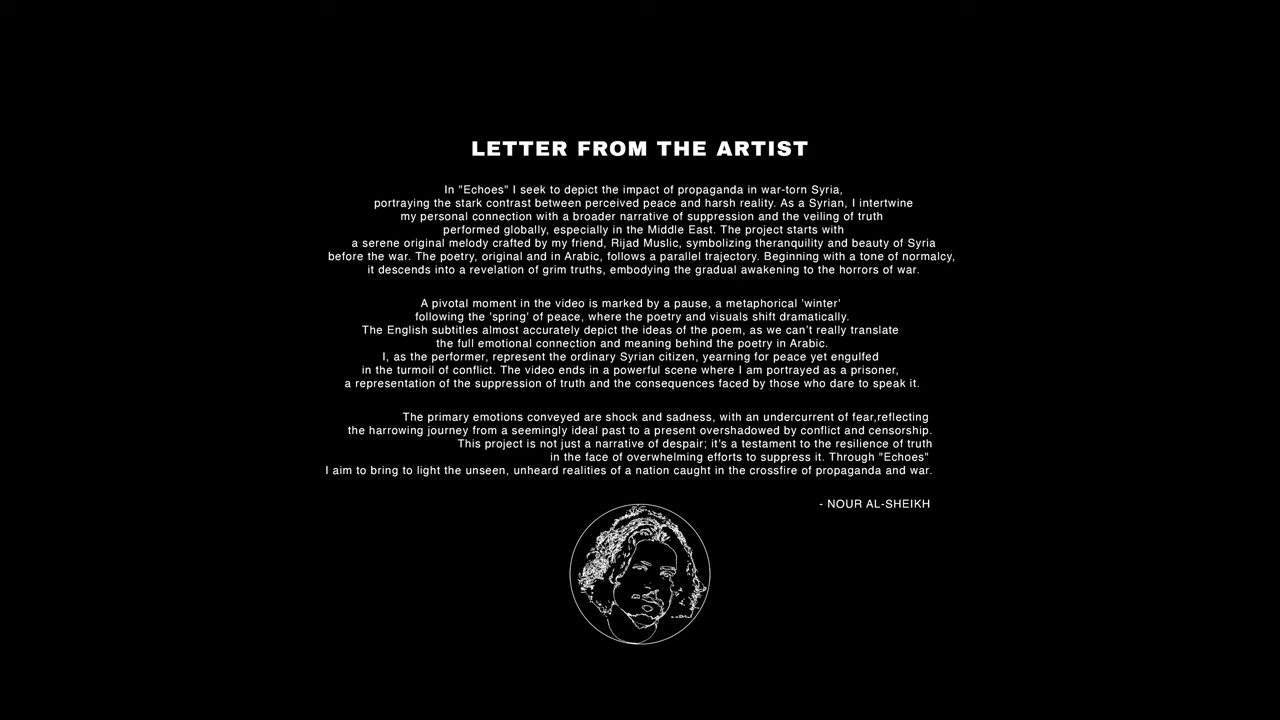 LETTER FROM THE ARTIST
In "Echoes" I seek to depict the impact of propaganda in war-torn Syria,
portraying the stark contrast between perceived peace and harsh reality. As a Syrian, I intertwine
my personal connection with a broader narrative of suppression and the veiling of truth
performed globally, especially in the Middle East. The project starts with
a serene original melody crafted by my friend, Rijad Muslic, symbolizing theranquility and beauty of Syria
before the war. The poetry, original and in Arabic, follows a parallel trajectory. Beginning with a tone of normalcy,
it descends into a revelation of grim truths, embodying the gradual awakening to the horrors of war.
A pivotal moment in the video is marked by a pause, a metaphorical 'winter'
following the 'spring' of peace, where the poetry and visuals shift dramatically.
The English subtitles almost accurately depict the ideas of the poem, as we can't really translate
the full emotional connection and meaning behind the poetry in Arabic.
I, as the performer, represent the ordinary Syrian citizen, yearning for peace yet engulfed
in the turmoil of conflict. The video ends in a powerful scene where I am portrayed as a prisoner,
a representation of the suppression of truth and the consequences faced by those who dare to speak it.
The primary emotions conveyed are shock and sadness, with an undercurrent of fear,reflecting
the harrowing journey from a seemingly ideal past to a present overshadowed by conflict and censorship.
This project is not just a narrative of despair; it's a testament to the resilience of truth
in the face of overwhelming efforts to suppress it. Through "Echoes"
I aim to bring to light the unseen, unheard realities of a nation caught in the crossfire of propaganda and war.
- NOUR AL-SHEIKH